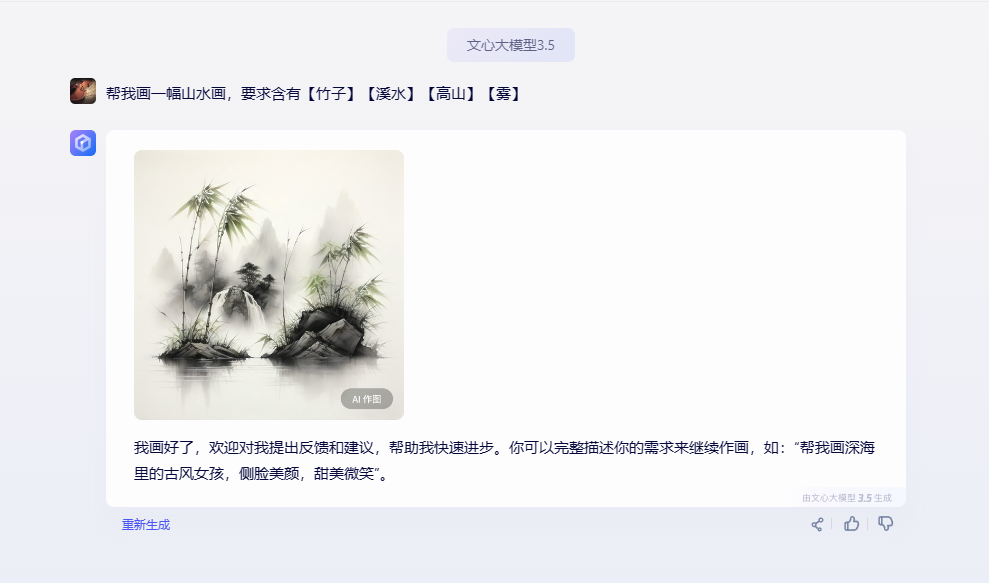 文心大模型3.5
帮我画一幅山水画，要求含有【竹子】【溪水】【高山】【雾】
AI 作图
我画好了，欢迎对我提出反馈和建议，帮助我快速进步。你可以完整描述你的需求来继续作画，如：“帮我画深海
里的古风女孩，侧脸美颜，甜美微笑”。
由文心大模型 3.5 生成
重新生成